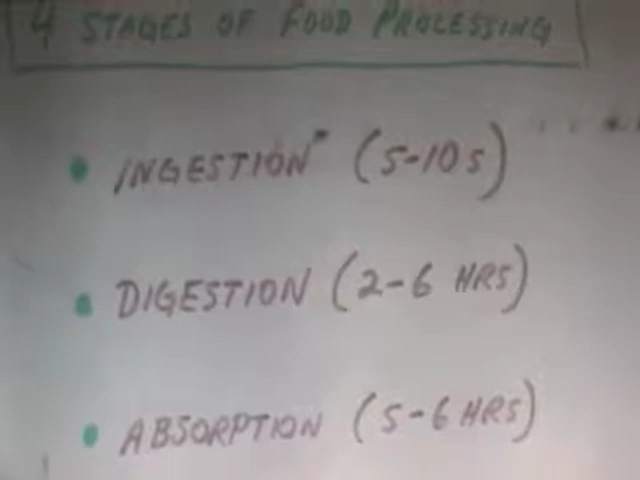 4 STAGES OF FOOD PROCESSING
• INGESTION (5-10 s)
• DIGESTION (2-6 HRS)
• ABSORPTION (5-6 HRS)